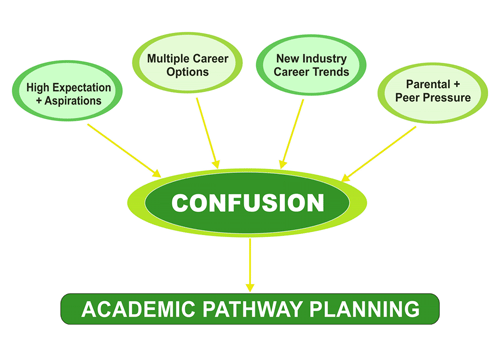 High Expectation
+ Aspirations
Multiple Career
Options
New Industry
Career Trends
Parental +
Peer Pressure
CONFUSION
ACADEMIC PATHWAY PLANNING